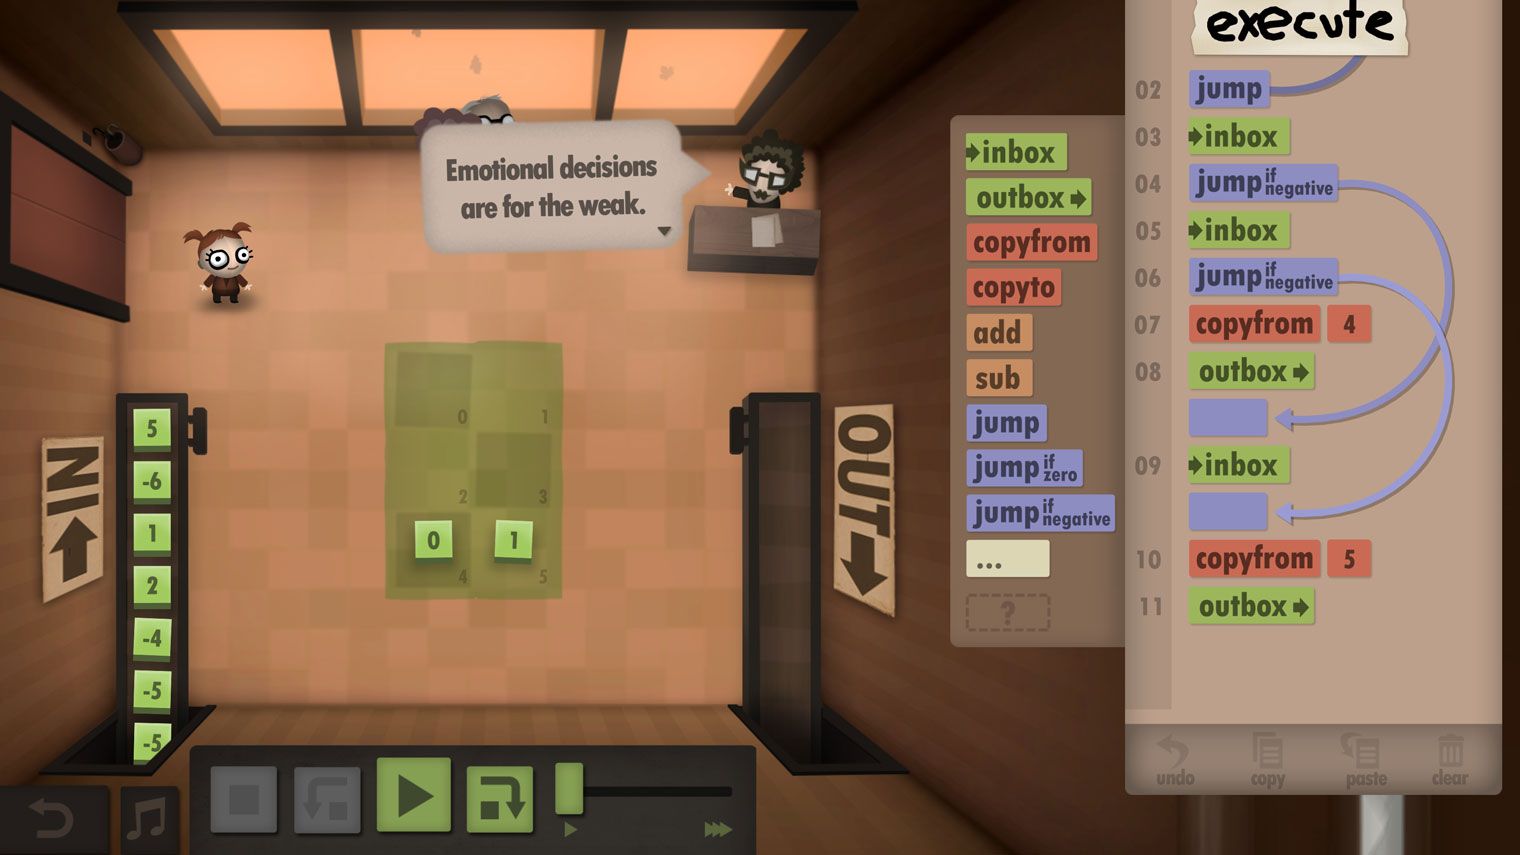 execute
02 jump
03 inbox
04 jump if negative
05 inbox
06 jump if negative
07 copyfrom 4
08 outbox
09 inbox
10 copyfrom 5
11 outbox
undo
copy
paste
clear
inbox
outbox
copyfrom
copyto
add
sub
jump
jump if zero
jump if negative
...
?
Emotional decisions
are for the weak.
IN
5
-6
1
2
-4
-5
-5
0
1
2
3
0
4
1
5
OUT